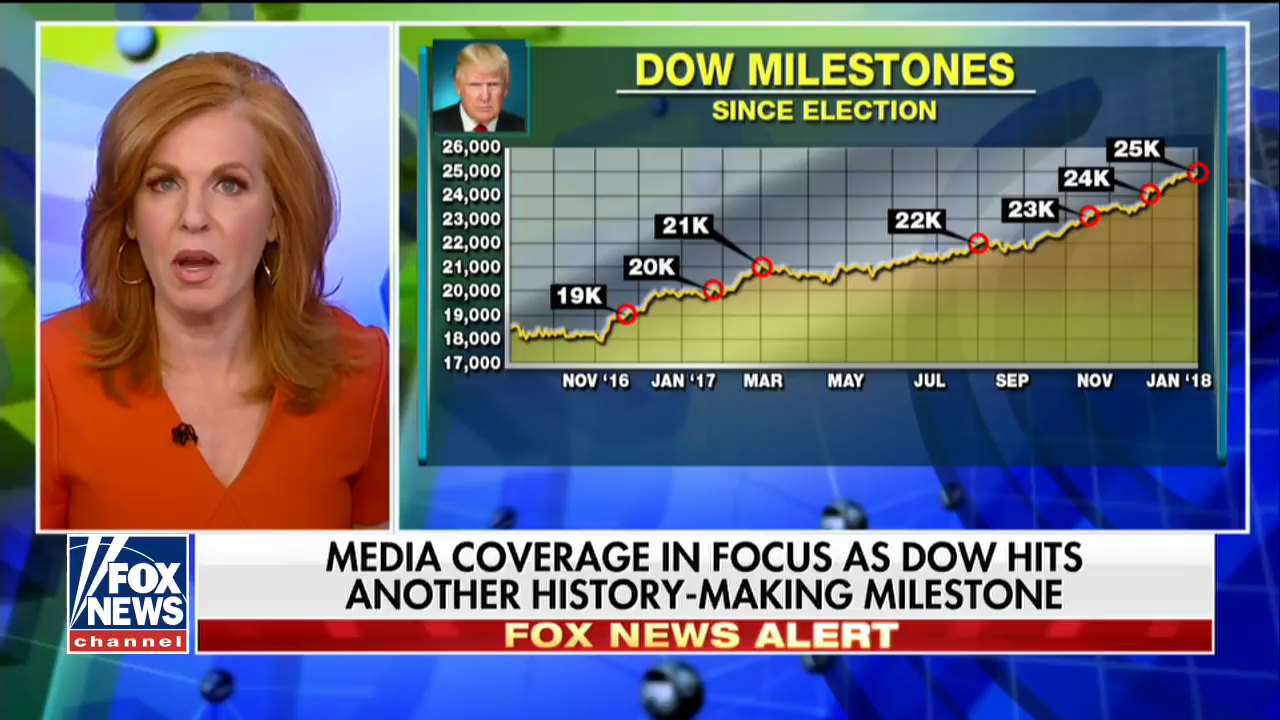 DOW MILESTONES
SINCE ELECTION
26,000
25,000
24,000
23,000
22,000
21,000
20,000
19,000
18,000
17,000
19K
20K
21K
22K
23K
24K
25K
NOV ‘16 JAN ‘17 MAR MAY JUL SEP NOV JAN ‘18
FOX
NEWS
channel
MEDIA COVERAGE IN FOCUS AS DOW HITS
ANOTHER HISTORY-MAKING MILESTONE
FOX NEWS ALERT